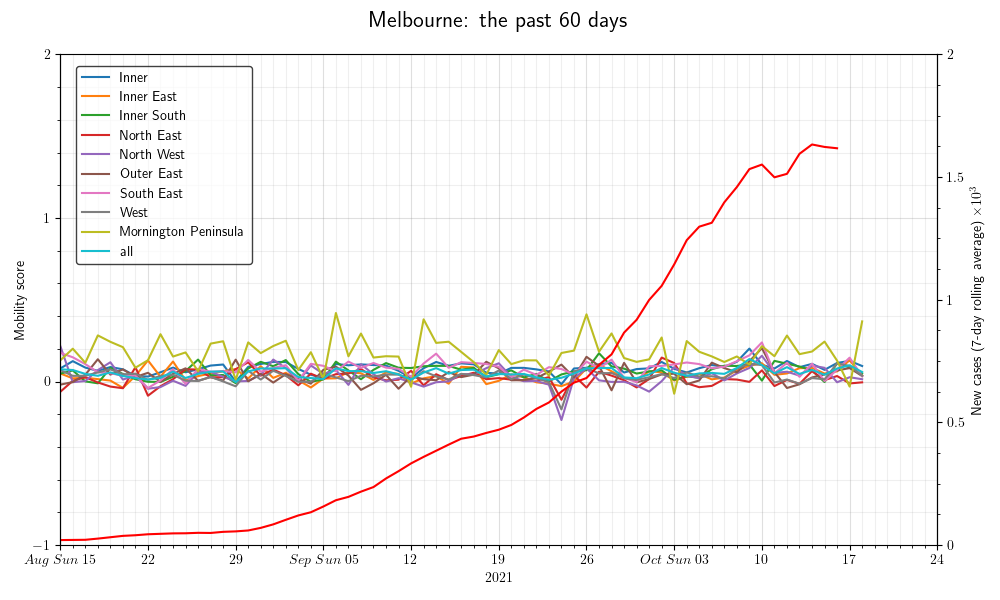 Melbourne: the past 60 days
2
1
0
−1
Mobility score
Inner
Inner East
Inner South
North East
North West
Outer East
South East
West
Mornington Peninsula
all
2
1.5
1
0.5
0
New cases (7-day rolling average) ×10³
Aug Sun 15
22
29
Sep Sun 05
12
19
26
Oct Sun 03
10
17
24
2021